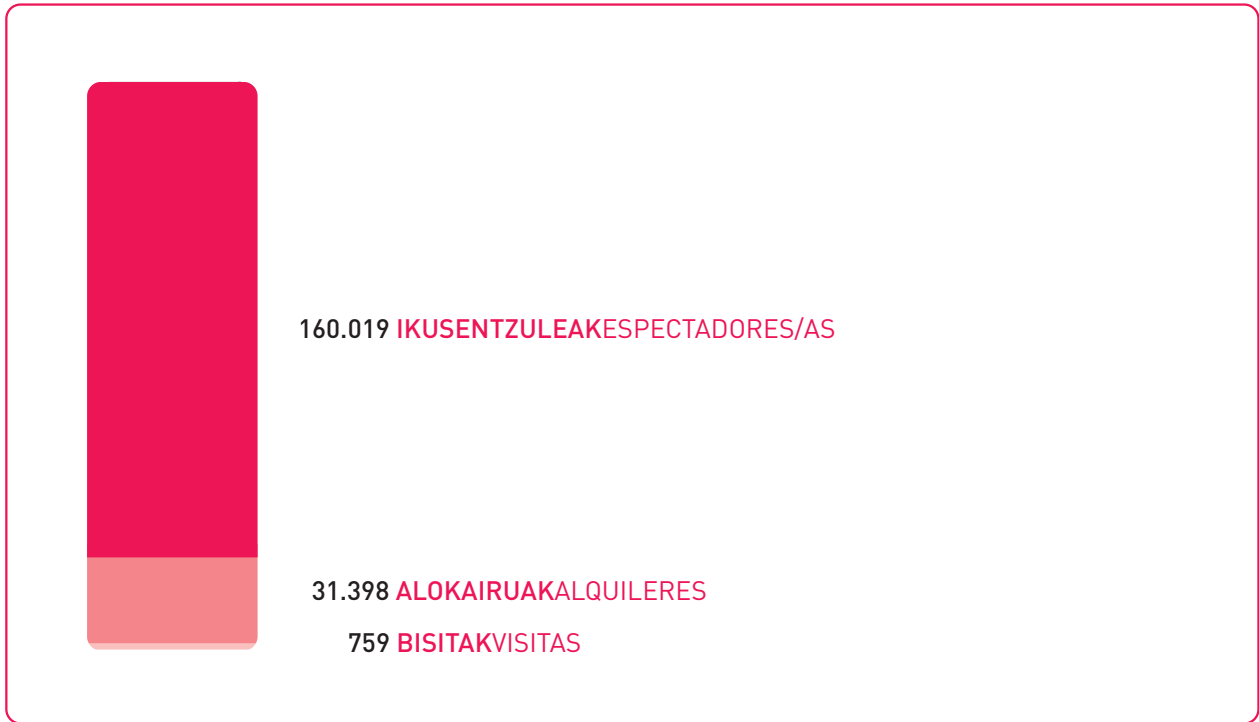 160.019 IKUSENTZULEAKESPECTADORES/AS
31.398 ALOKAIRUAKALQUILERES
759 BISITAKVISITAS